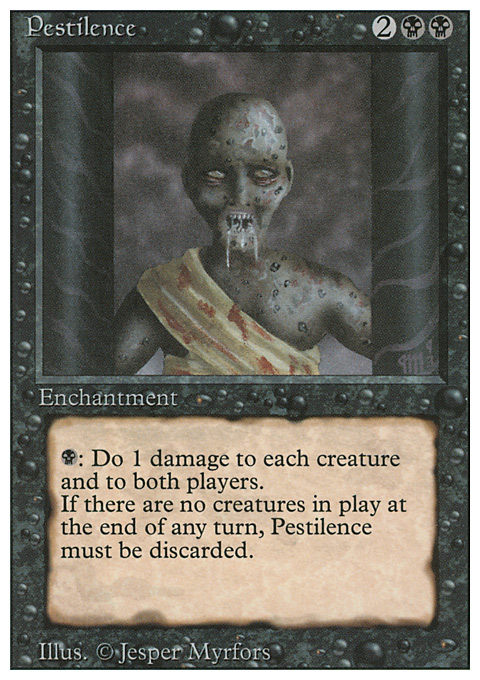 Pestilence 2
Enchantment
: Do 1 damage to each creature
and to both players.
If there are no creatures in play at
the end of any turn, Pestilence
must be discarded.
Illus. © Jesper Myrfors